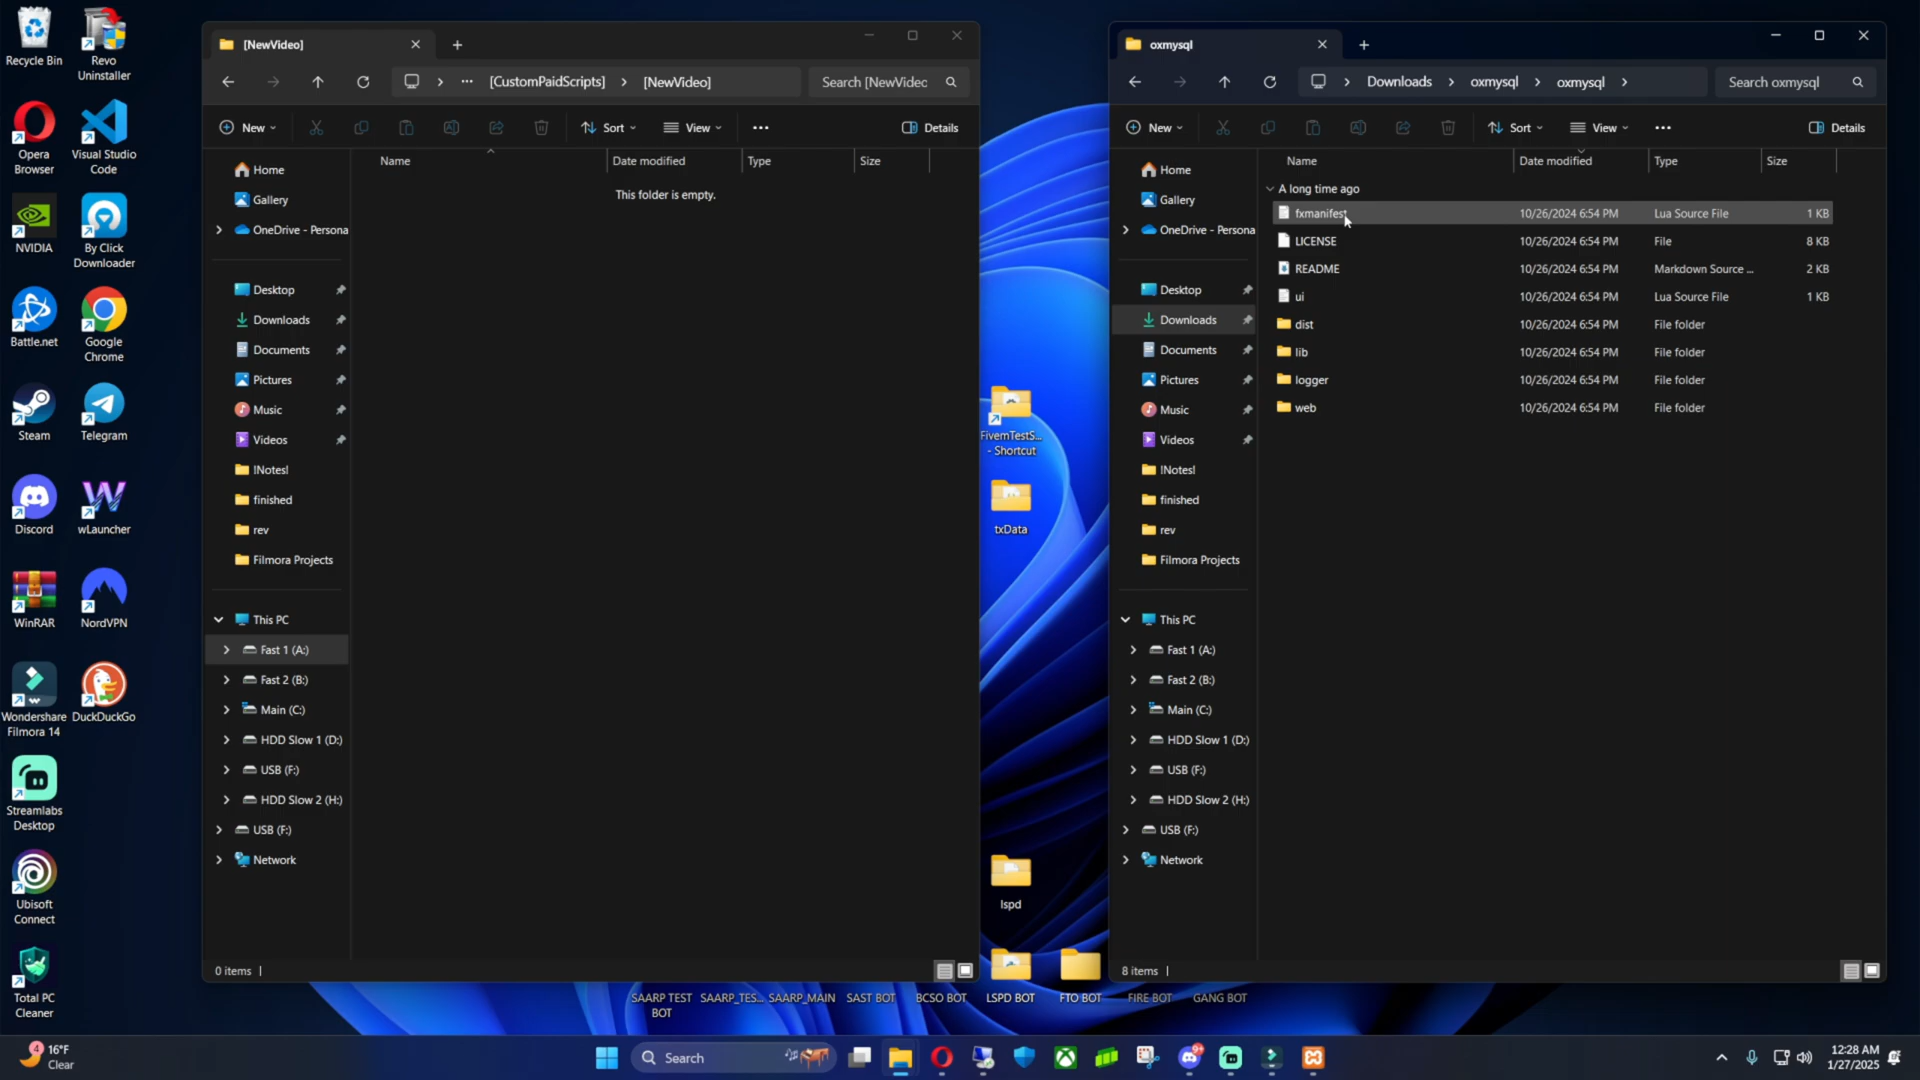 Recycle Bin
Revo
Uninstaller
Opera
Browser
Visual Studio
Code
NVIDIA
By Click
Downloader
Battle.net
Google
Chrome
Steam
Telegram
Discord
wLauncher
WinRAR
NordVPN
Wondershare
Filmora 14
DuckDuckGo
Streamlabs
Desktop
Ubisoft
Connect
Total PC
Cleaner
[NewVideo]
[CustomPaidScripts]
[NewVideo]
Search [NewVideo
New
Sort
View
Details
Name
Date modified
Type
Size
This folder is empty.
Home
Gallery
OneDrive - Persona
Desktop
Downloads
Documents
Pictures
Music
Videos
!Notes!
finished
rev
Filmora Projects
This PC
Fast 1 (A:)
Fast 2 (B:)
Main (C:)
HDD Slow 1 (D:)
USB (F:)
HDD Slow 2 (H:)
USB (F:)
Network
0 items
FivemTestS...
- Shortcut
txData
lspd
SAARP TEST
BOT
SAARP_TES...
SAARP_MAIN
SAST BOT
BCSO BOT
LSPD BOT
FTO BOT
FIRE BOT
GANG BOT
oxmysql
Downloads
oxmysql
oxmysql
Search oxmysql
New
Sort
View
Details
Name
Date modified
Type
Size
A long time ago
fxmanifest 10/26/2024 6:54 PM Lua Source File 1 KB
LICENSE 10/26/2024 6:54 PM File 8 KB
README 10/26/2024 6:54 PM Markdown Source ... 2 KB
ui 10/26/2024 6:54 PM Lua Source File 1 KB
dist 10/26/2024 6:54 PM File folder
lib 10/26/2024 6:54 PM File folder
logger 10/26/2024 6:54 PM File folder
web 10/26/2024 6:54 PM File folder
Home
Gallery
OneDrive - Persona
Desktop
Downloads
Documents
Pictures
Music
Videos
!Notes!
finished
rev
Filmora Projects
This PC
Fast 1 (A:)
Fast 2 (B:)
Main (C:)
HDD Slow 1 (D:)
USB (F:)
HDD Slow 2 (H:)
USB (F:)
Network
8 items
4
16°F
Clear
Search
9+
12:28 AM
1/27/2025